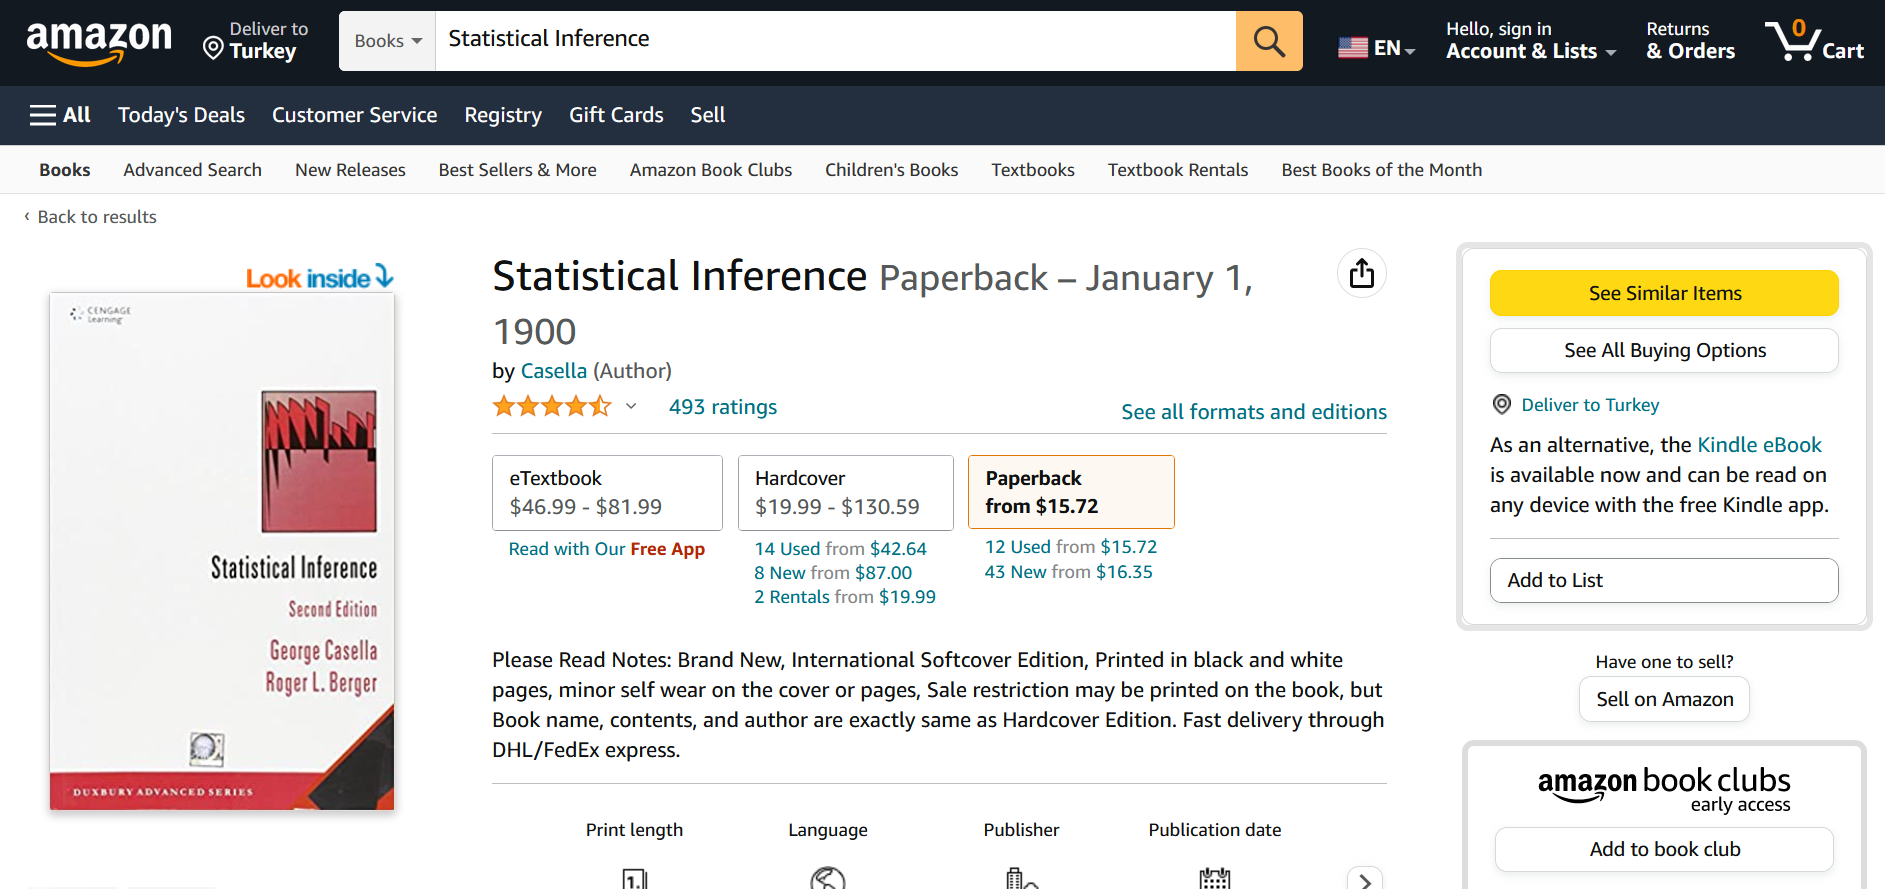 amazon
Deliver to
Turkey
Books
Statistical Inference
EN
Hello, sign in
Account & Lists
Returns
& Orders
0
Cart
All
Today's Deals
Customer Service
Registry
Gift Cards
Sell
Books
Advanced Search
New Releases
Best Sellers & More
Amazon Book Clubs
Children's Books
Textbooks
Textbook Rentals
Best Books of the Month
‹ Back to results
Look inside
CENGAGE
Learning
Statistical Inference
Second Edition
George Casella
Roger L. Berger
DUXBURY ADVANCED SERIES
Statistical Inference Paperback – January 1,
1900
by Casella (Author)
493 ratings
See all formats and editions
eTextbook
$46.99 - $81.99
Read with Our Free App
Hardcover
$19.99 - $130.59
14 Used from $42.64
8 New from $87.00
2 Rentals from $19.99
Paperback
from $15.72
12 Used from $15.72
43 New from $16.35
Please Read Notes: Brand New, International Softcover Edition, Printed in black and white
pages, minor self wear on the cover or pages, Sale restriction may be printed on the book, but
Book name, contents, and author are exactly same as Hardcover Edition. Fast delivery through
DHL/FedEx express.
Print length
Language
Publisher
Publication date
See Similar Items
See All Buying Options
Deliver to Turkey
As an alternative, the Kindle eBook
is available now and can be read on
any device with the free Kindle app.
Add to List
Have one to sell?
Sell on Amazon
amazon book clubs
early access
Add to book club